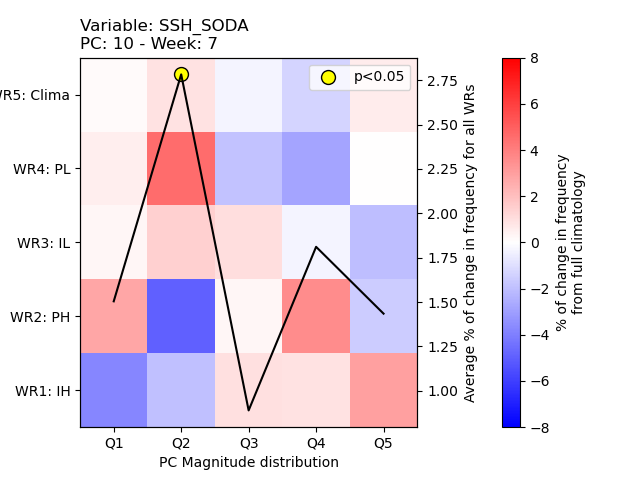 Variable: SSH_SODA
PC: 10 - Week: 7
p<0.05
WR5: Clima
WR4: PL
WR3: IL
WR2: PH
WR1: IH
Q1 Q2 Q3 Q4 Q5
PC Magnitude distribution
2.75
2.50
2.25
2.00
1.75
1.50
1.25
1.00
Average % of change in frequency for all WRs
8
6
4
2
0
−2
−4
−6
−8
% of change in frequency
from full climatology